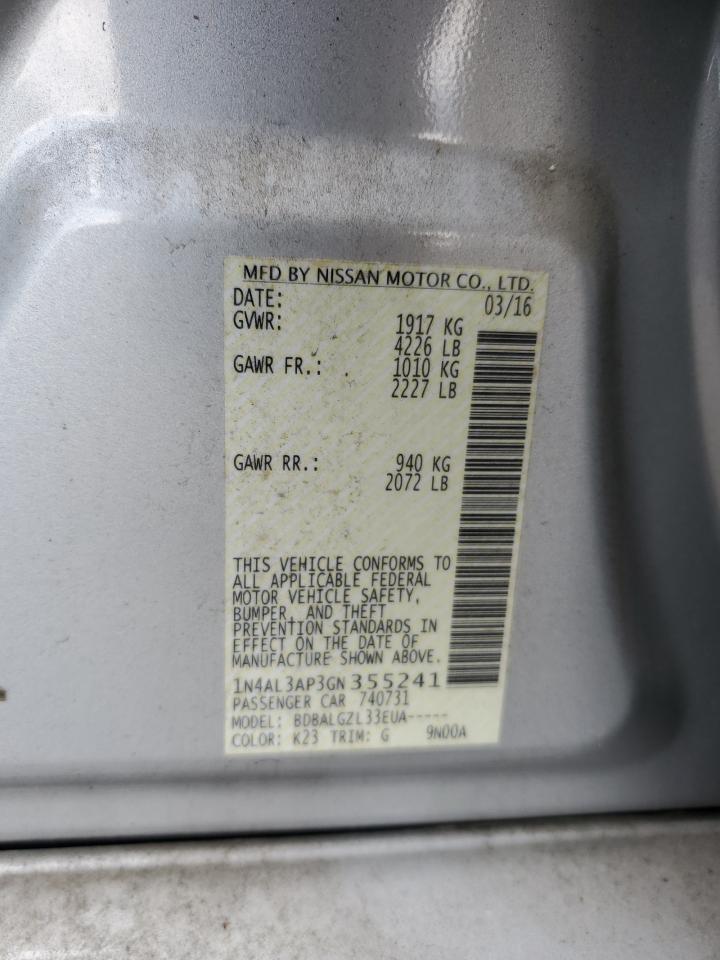 MFD BY NISSAN MOTOR CO., LTD.
DATE: 03/16
GVWR: 1917 KG
4226 LB
GAWR FR.: 1010 KG
2227 LB
GAWR RR.: 940 KG
2072 LB
THIS VEHICLE CONFORMS TO
ALL APPLICABLE FEDERAL
MOTOR VEHICLE SAFETY,
BUMPER, AND THEFT
PREVENTION STANDARDS IN
EFFECT ON THE DATE OF
MANUFACTURE SHOWN ABOVE.
1N4AL3AP3GN355241
PASSENGER CAR 740731
MODEL: BDBALGZL33EUA-----
COLOR: K23 TRIM: G 9N00A